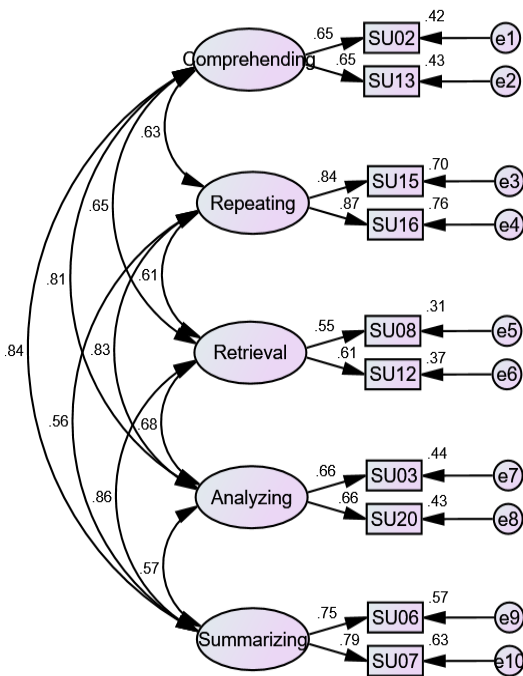 .42
.65 SU02 e1
Comprehending
.65 .43
SU13 e2
.63
.84 .70
SU15 e3
Repeating
.87 .76
SU16 e4
.65
.61
.81
.31
.55 SU08 e5
.84 .83
Retrieval
.61 .37
SU12 e6
.56 .68
.44
.66 SU03 e7
.86 Analyzing
.66 .43
SU20 e8
.57
.57
.75 SU06 e9
Summarizing
.79 .63
SU07 e10